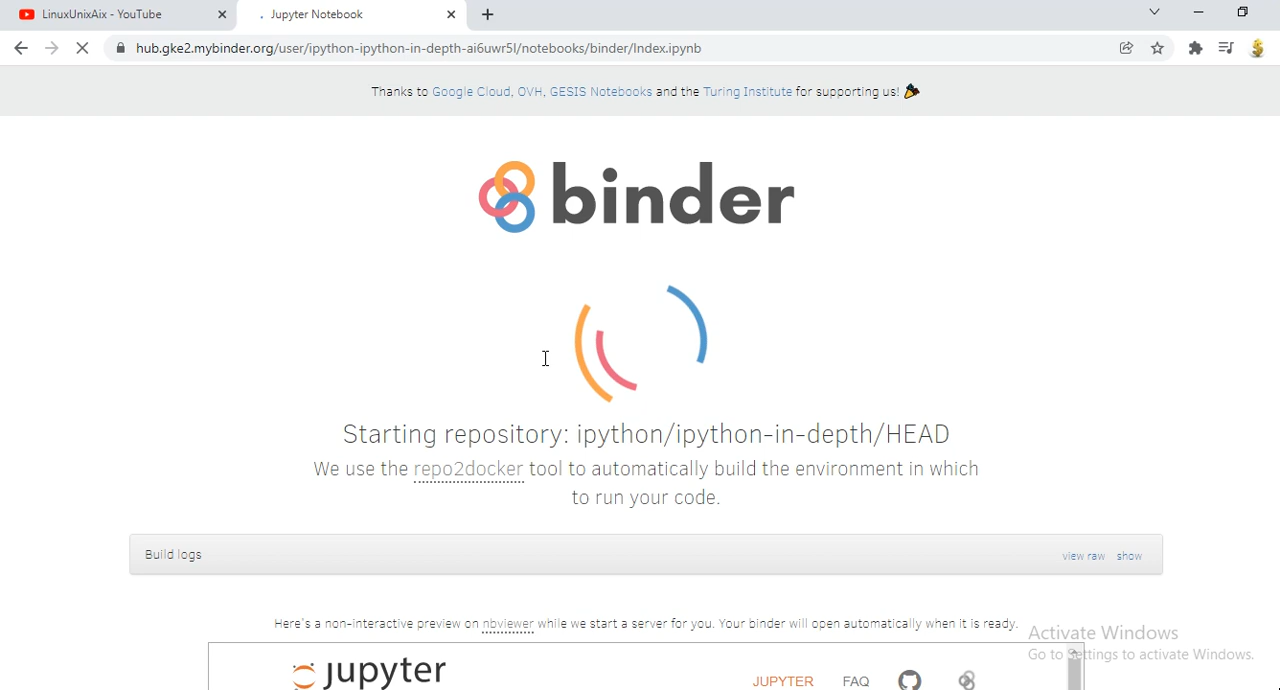 LinuxUnixAix - YouTube
Jupyter Notebook
hub.gke2.mybinder.org/user/ipython-ipython-in-depth-ai6uwr5l/notebooks/binder/Index.ipynb
Thanks to Google Cloud, OVH, GESIS Notebooks and the Turing Institute for supporting us!
binder
Starting repository: ipython/ipython-in-depth/HEAD
We use the repo2docker tool to automatically build the environment in which
to run your code.
Build logs
view raw show
Here's a non-interactive preview on nbviewer while we start a server for you. Your binder will open automatically when it is ready.
Activate Windows
Go to Settings to activate Windows.
jupyter
JUPYTER FAQ